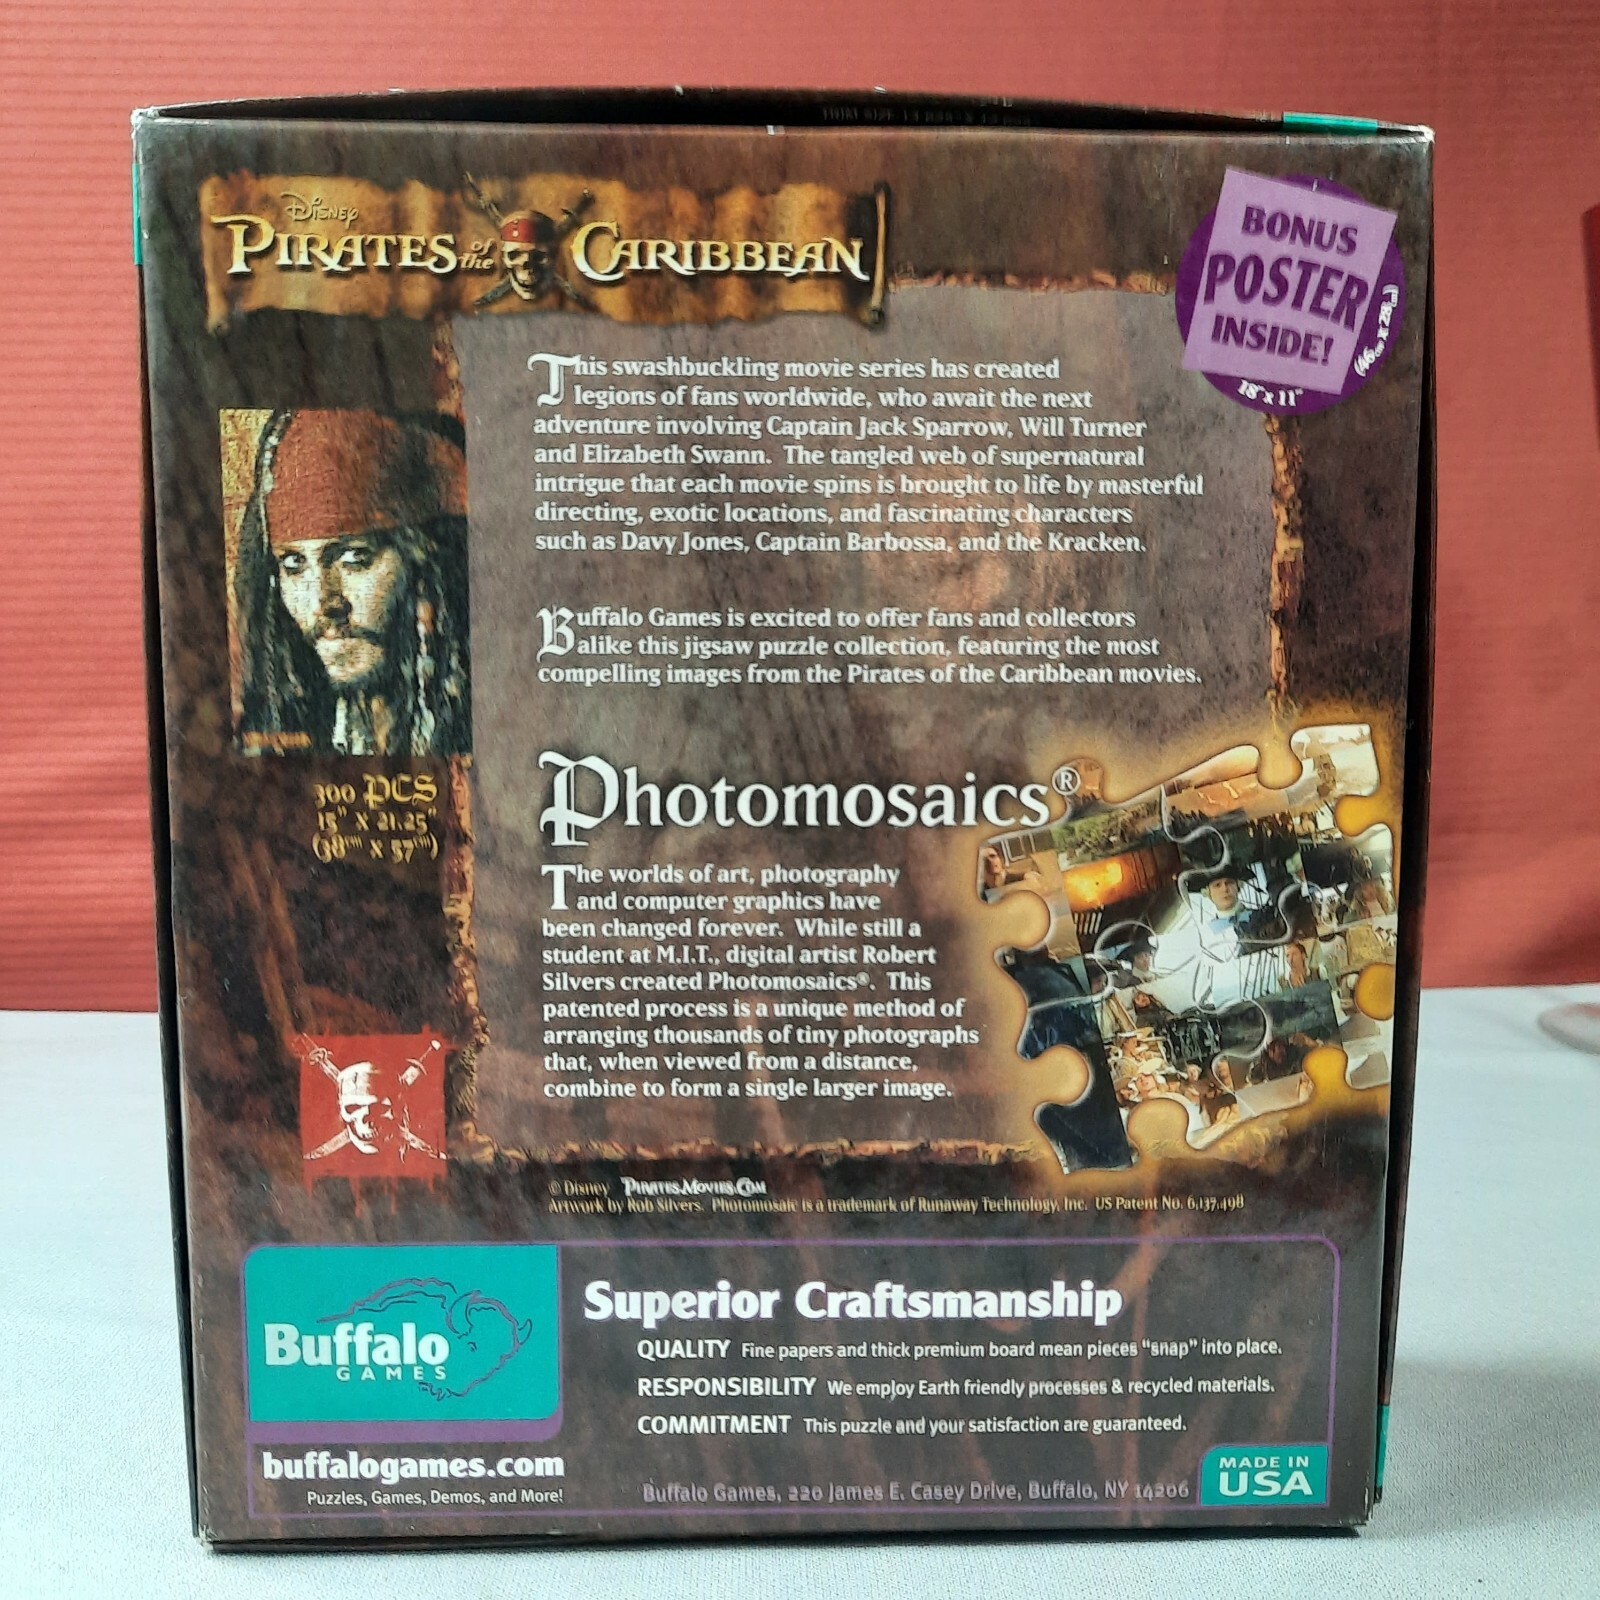 Disney
PIRATES of the CARIBBEAN
BONUS
POSTER
INSIDE!
18" x 11"
(46cm x 28cm)
This swashbuckling movie series has created
legions of fans worldwide, who await the next
adventure involving Captain Jack Sparrow, Will Turner
and Elizabeth Swann. The tangled web of supernatural
intrigue that each movie spins is brought to life by masterful
directing, exotic locations, and fascinating characters
such as Davy Jones, Captain Barbossa, and the Kracken.
Buffalo Games is excited to offer fans and collectors
alike this jigsaw puzzle collection, featuring the most
compelling images from the Pirates of the Caribbean movies.
300 PCS
15" X 21.25"
(38cm X 57cm)
Photomosaics®
The worlds of art, photography
and computer graphics have
been changed forever. While still a
student at M.I.T., digital artist Robert
Silvers created Photomosaics®. This
patented process is a unique method of
arranging thousands of tiny photographs
that, when viewed from a distance,
combine to form a single larger image.
© Disney PIRATES.MOVIES.COM
Artwork by Rob Silvers. Photomosaic is a trademark of Runaway Technology, Inc. US Patent No. 6,137,498
Buffalo
GAMES
Superior Craftsmanship
QUALITY Fine papers and thick premium board mean pieces "snap" into place.
RESPONSIBILITY We employ Earth friendly processes & recycled materials.
COMMITMENT This puzzle and your satisfaction are guaranteed.
buffalogames.com
Puzzles, Games, Demos, and More!
Buffalo Games, 220 James E. Casey Drive, Buffalo, NY 14206
MADE IN
USA